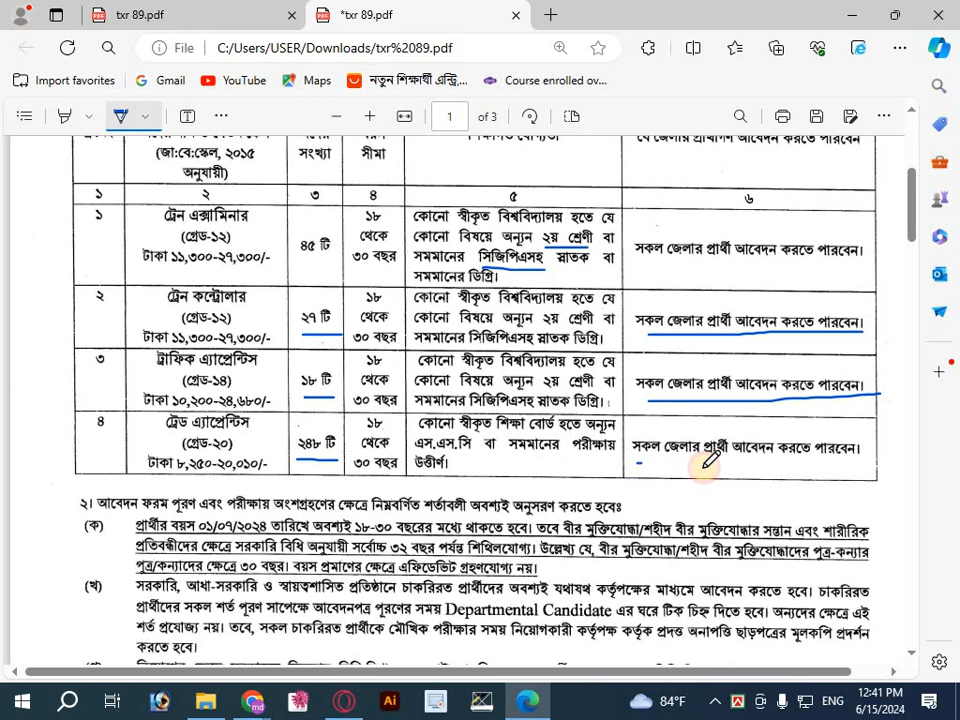 txr 89.pdf
*txr 89.pdf
File
C:/Users/USER/Downloads/txr%2089.pdf
Import favorites
Gmail
YouTube
Maps
নতুন শিক্ষার্থী এন্ট্রি...
Course enrolled ov...
1
of 3
(জা:বে:স্কেল, ২০১৫
অনুযায়ী)
সংখ্যা
সীমা
যে জেলার প্রার্থীগণ আবেদন করতে পারবেন
১
২
৩
৪
৫
৬
১
ট্রেন এক্সামিনার
(গ্রেড-১২)
টাকা ১১,৩০০-২৭,৩০০/-
৪৫ টি
১৮
থেকে
৩০ বছর
কোনো স্বীকৃত বিশ্ববিদ্যালয় হতে যে
কোনো বিষয়ে অন্যূন ২য় শ্রেণী বা
সমমানের সিজিপিএসহ স্নাতক বা
সমমানের ডিগ্রি।
সকল জেলার প্রার্থী আবেদন করতে পারবেন।
২
ট্রেন কন্ট্রোলার
(গ্রেড-১২)
টাকা ১১,৩০০-২৭,৩০০/-
২৭ টি
১৮
থেকে
৩০ বছর
কোনো স্বীকৃত বিশ্ববিদ্যালয় হতে যে
কোনো বিষয়ে অন্যূন ২য় শ্রেণী বা
সমমানের সিজিপিএসহ স্নাতক ডিগ্রি।
সকল জেলার প্রার্থী আবেদন করতে পারবেন।
৩
ট্রাফিক এ্যাপ্রেন্টিস
(গ্রেড-১৪)
টাকা ১০,২০০-২৪,৬৮০/-
১৮ টি
১৮
থেকে
৩০ বছর
কোনো স্বীকৃত বিশ্ববিদ্যালয় হতে যে
কোনো বিষয়ে অন্যূন ২য় শ্রেণী বা
সমমানের সিজিপিএসহ স্নাতক ডিগ্রি।
সকল জেলার প্রার্থী আবেদন করতে পারবেন।
৪
ট্রেড এ্যাপ্রেন্টিস
(গ্রেড-২০)
টাকা ৮,২৫০-২০,০১০/-
২৪৮ টি
১৮
থেকে
৩০ বছর
কোনো স্বীকৃত শিক্ষা বোর্ড হতে অন্যূন
এস.এস.সি বা সমমানের পরীক্ষায়
উত্তীর্ণ।
সকল জেলার প্রার্থী আবেদন করতে পারবেন।
২। আবেদন ফরম পূরণ এবং পরীক্ষায় অংশগ্রহণের ক্ষেত্রে নিম্নবর্ণিত শর্তাবলী অবশ্যই অনুসরণ করতে হবেঃ
(ক) প্রার্থীর বয়স ০১/০৭/২০২৪ তারিখে অবশ্যই ১৮-৩০ বছরের মধ্যে থাকতে হবে। তবে বীর মুক্তিযোদ্ধা/শহীদ বীর মুক্তিযোদ্ধার সন্তান এবং শারীরিক
প্রতিবন্ধীদের ক্ষেত্রে সরকারি বিধি অনুযায়ী সর্বোচ্চ ৩২ বছর পর্যন্ত শিথিলযোগ্য। উল্লেখ্য যে, বীর মুক্তিযোদ্ধা/শহীদ বীর মুক্তিযোদ্ধাদের পুত্র-কন্যার
পুত্র/কন্যাদের ক্ষেত্রে ৩০ বছর। বয়স প্রমাণের ক্ষেত্রে এফিডেভিট গ্রহণযোগ্য নয়।
(খ) সরকারি, আধা-সরকারি ও স্বায়ত্বশাসিত প্রতিষ্ঠানে চাকরিরত প্রার্থীদের অবশ্যই যথাযথ কর্তৃপক্ষের মাধ্যমে আবেদন করতে হবে। চাকরিরত
প্রার্থীদের সকল শর্ত পূরণ সাপেক্ষে আবেদনপত্র পূরণের সময় Departmental Candidate এর ঘরে টিক চিহ্ন দিতে হবে। অন্যদের ক্ষেত্রে এই
শর্ত প্রযোজ্য নয়। তবে, সকল চাকরিরত প্রার্থীকে মৌখিক পরীক্ষার সময় নিয়োগকারী কর্তৃপক্ষ কর্তৃক প্রদত্ত অনাপত্তি ছাড়পত্রের মূলকপি প্রদর্শন
করতে হবে।
84°F
ENG
12:41 PM
6/15/2024